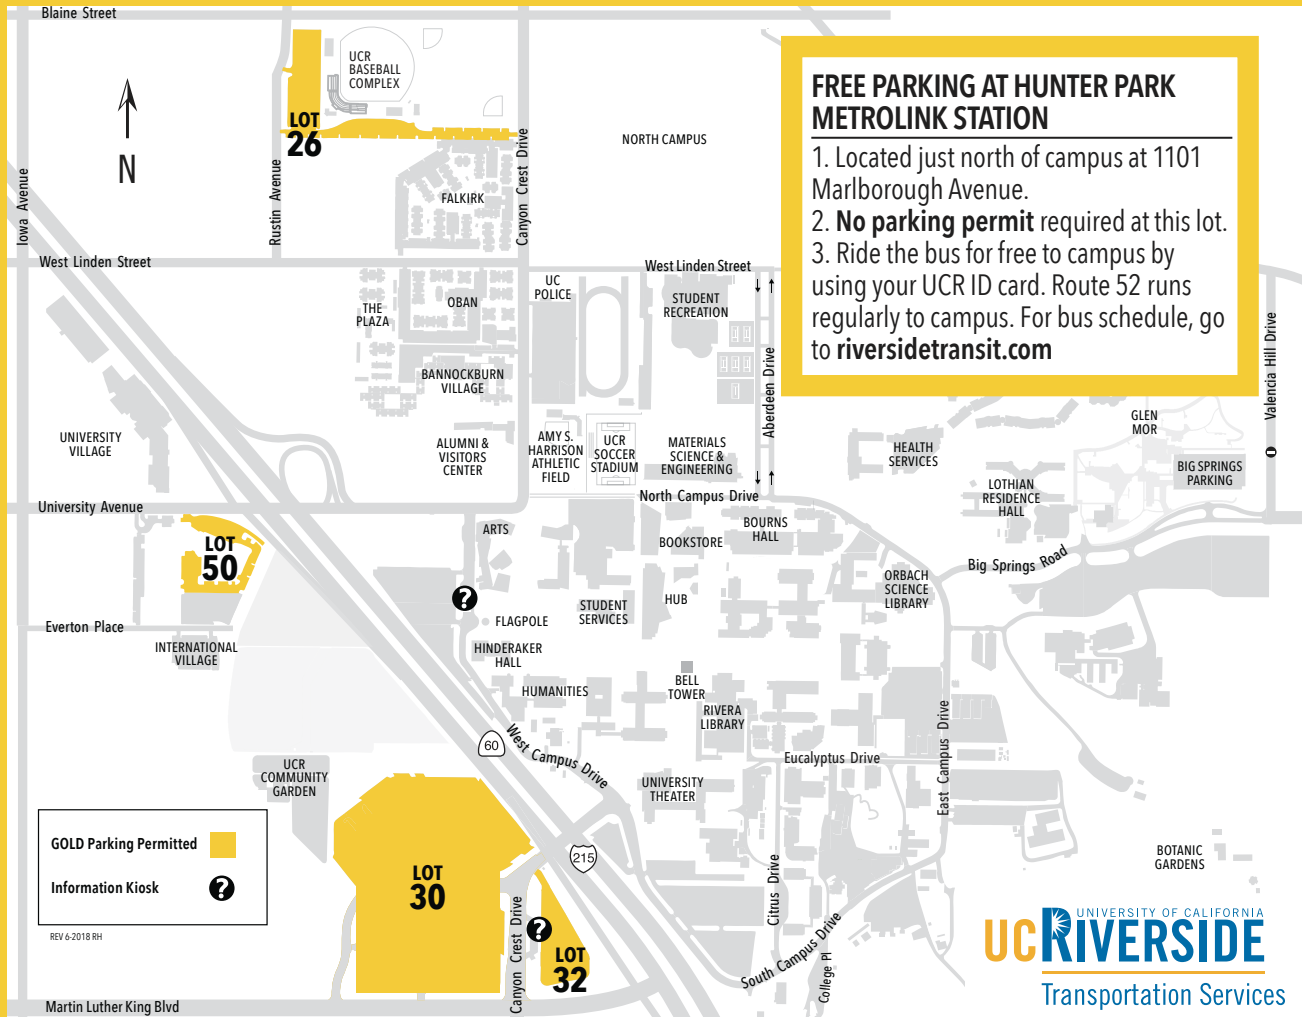 Blaine Street
UCR
BASEBALL
COMPLEX
LOT
26
N
NORTH CAMPUS
Iowa Avenue
Rustin Avenue
Canyon Crest Drive
FALKIRK
FREE PARKING AT HUNTER PARK
METROLINK STATION
1. Located just north of campus at 1101
Marlborough Avenue.
2. No parking permit required at this lot.
3. Ride the bus for free to campus by
using your UCR ID card. Route 52 runs
regularly to campus. For bus schedule, go
to riversidetransit.com
West Linden Street
West Linden Street
UC
POLICE
STUDENT
RECREATION
THE
PLAZA
OBAN
BANNOCKBURN
VILLAGE
Aberdeen Drive
Valencia Hill Drive
UNIVERSITY
VILLAGE
ALUMNI &
VISITORS
CENTER
AMY S.
HARRISON
ATHLETIC
FIELD
UCR
SOCCER
STADIUM
MATERIALS
SCIENCE &
ENGINEERING
HEALTH
SERVICES
GLEN
MOR
LOTHIAN
RESIDENCE
HALL
BIG SPRINGS
PARKING
University Avenue
North Campus Drive
LOT
50
ARTS
BOOKSTORE
BOURNS
HALL
Big Springs Road
ORBACH
SCIENCE
LIBRARY
?
STUDENT
SERVICES
HUB
FLAGPOLE
Everton Place
INTERNATIONAL
VILLAGE
HINDERAKER
HALL
HUMANITIES
BELL
TOWER
RIVERA
LIBRARY
60
West Campus Drive
Eucalyptus Drive
East Campus Drive
UCR
COMMUNITY
GARDEN
UNIVERSITY
THEATER
GOLD Parking Permitted
Information Kiosk
?
REV 6-2018 RH
LOT
30
215
Canyon Crest Drive
?
LOT
32
Citrus Drive
South Campus Drive
College Pl
BOTANIC
GARDENS
Martin Luther King Blvd
UNIVERSITY OF CALIFORNIA
UC RIVERSIDE
Transportation Services